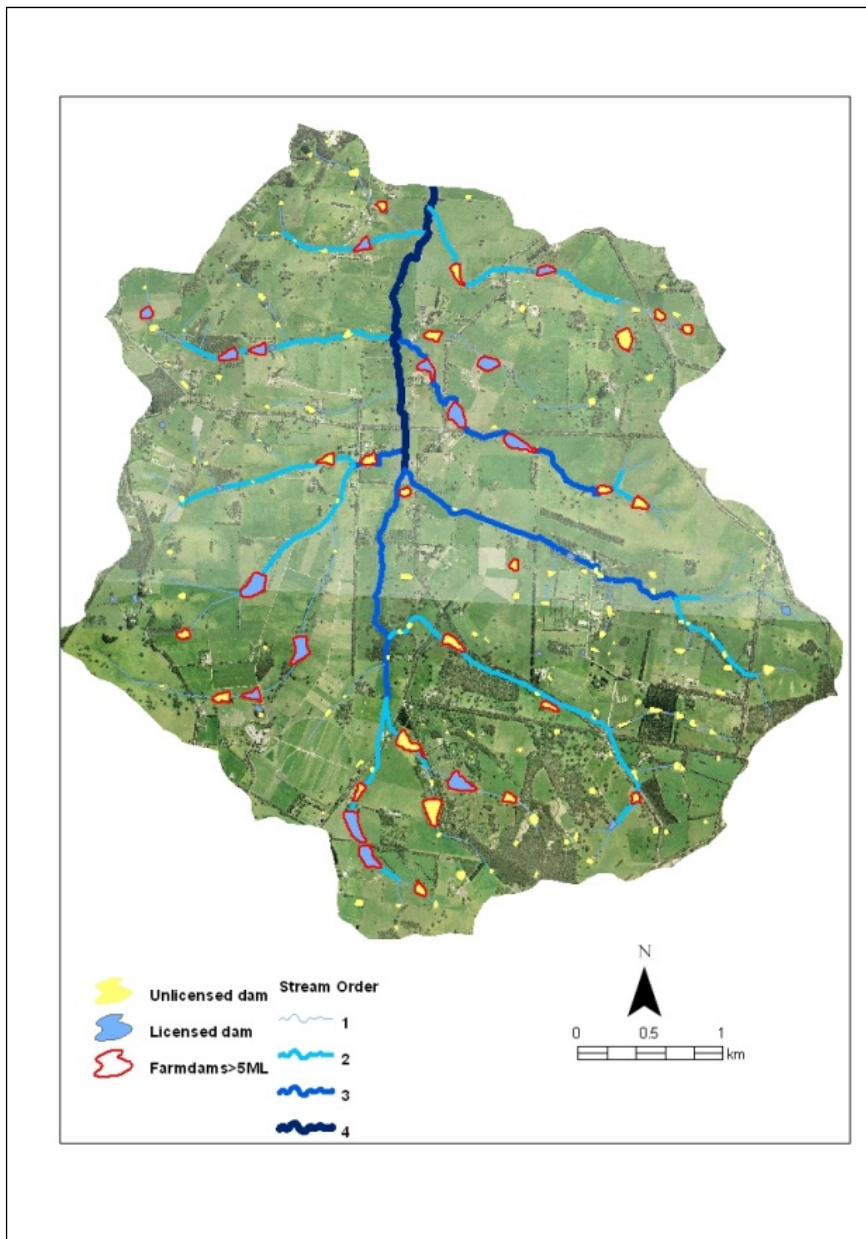 Unlicensed dam
Licensed dam
Farmdams>5ML
Stream Order
1
2
3
4
N
0 0.5 1
km